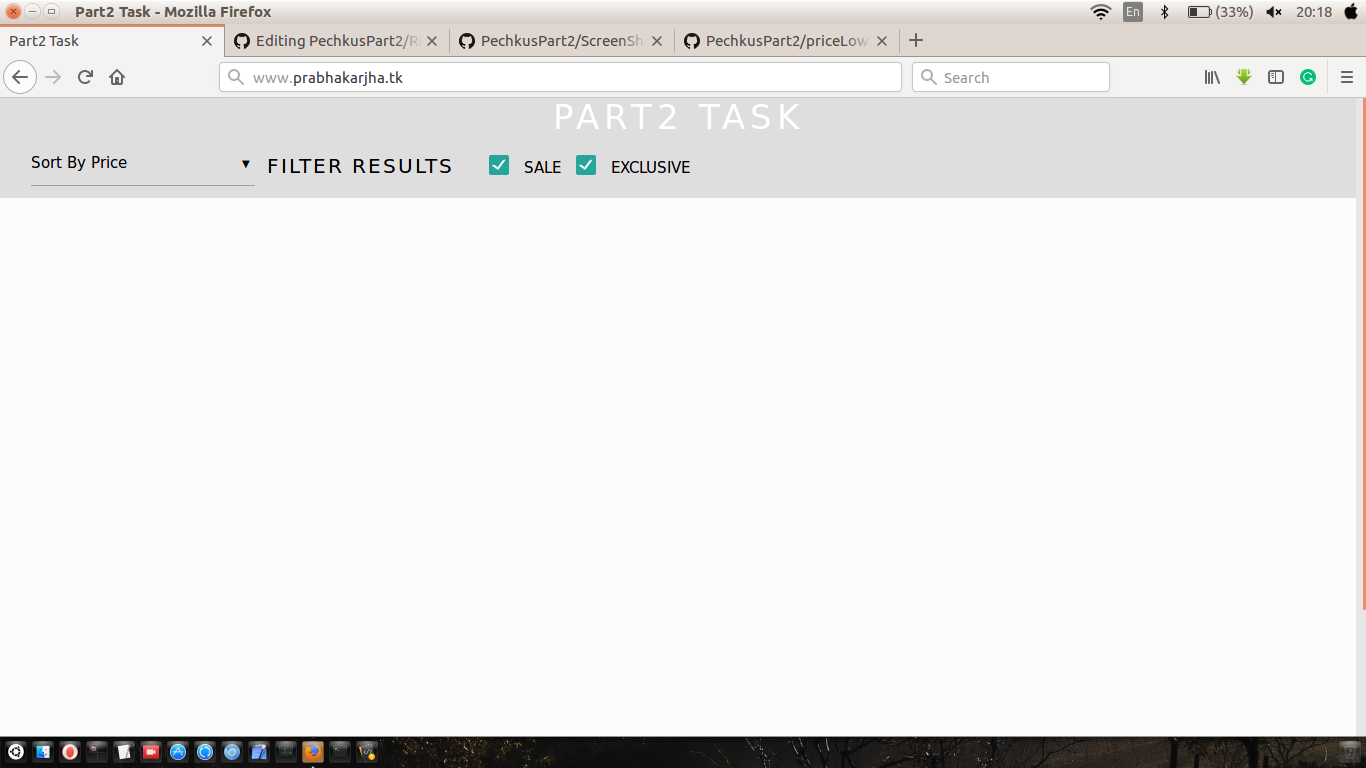 Part2 Task - Mozilla Firefox
En
(33%)
20:18
Part2 Task
Editing PechkusPart2/R
PechkusPart2/ScreenSh
PechkusPart2/priceLow
www.prabhakarjha.tk
Search
PART2 TASK
Sort By Price
FILTER RESULTS
SALE
EXCLUSIVE